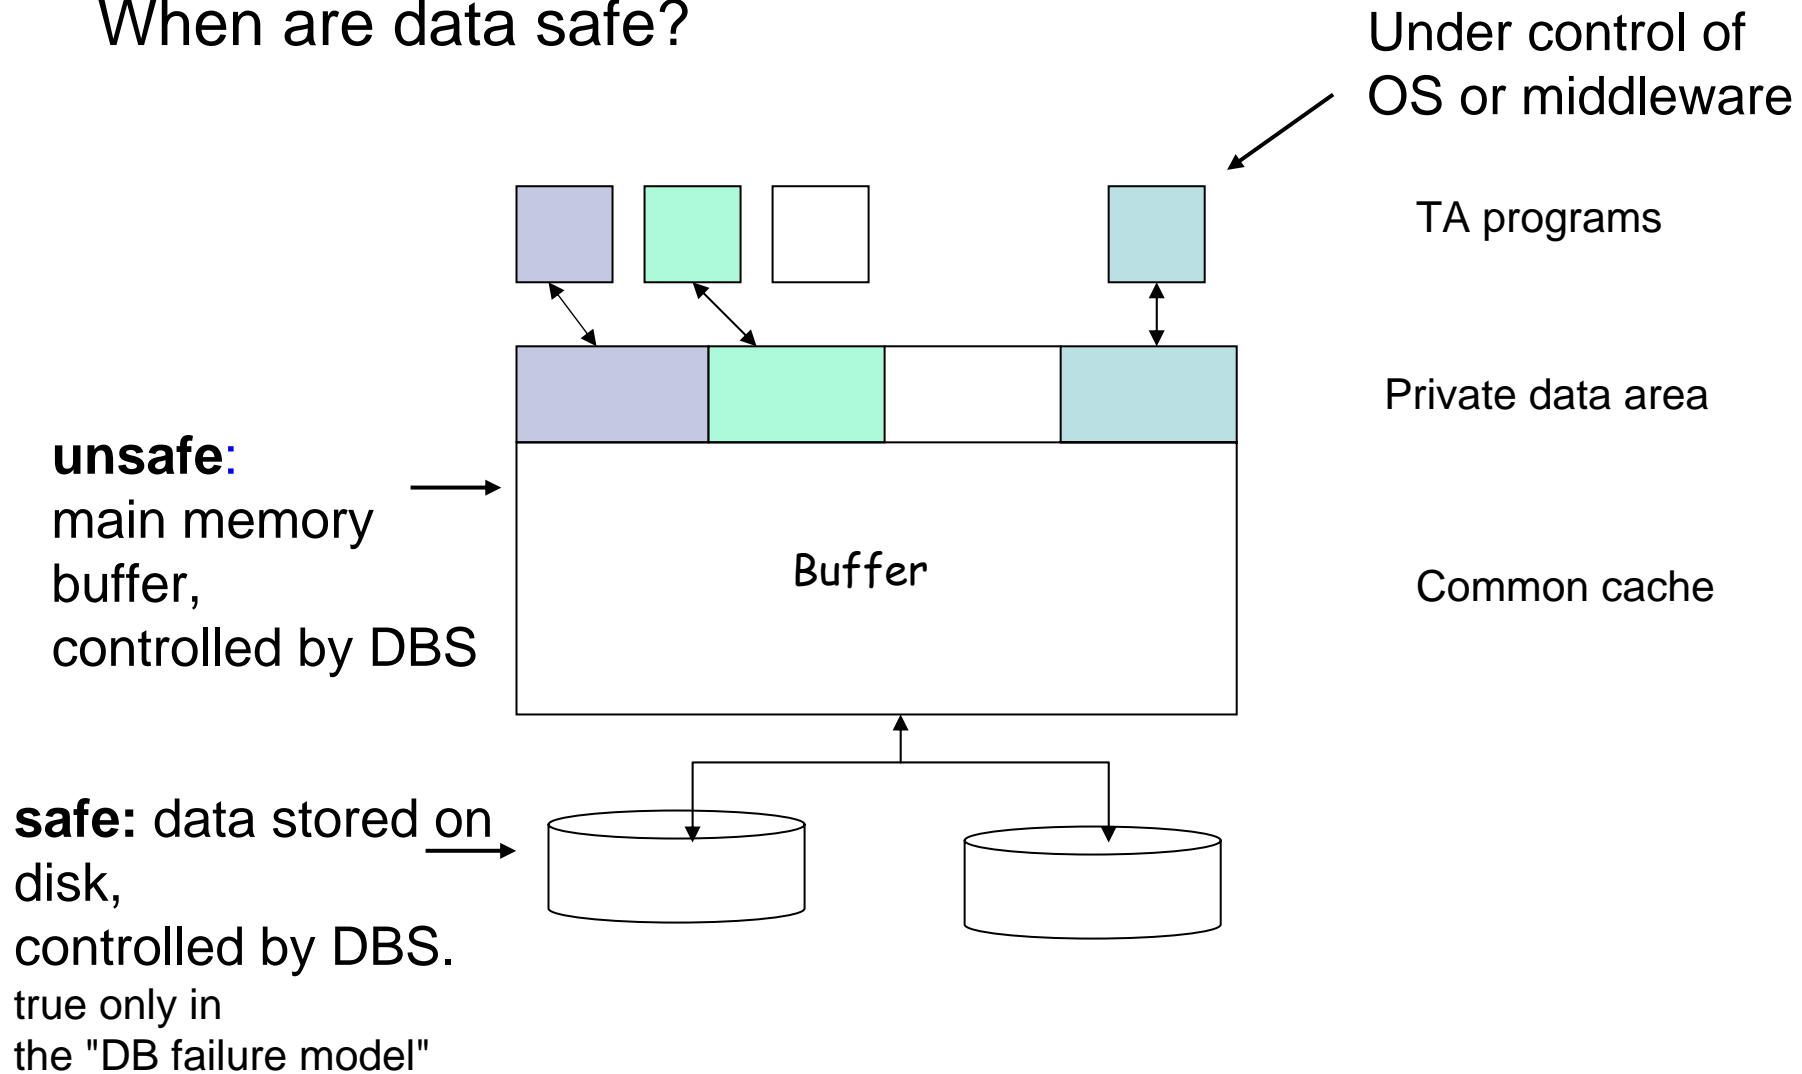 When are data safe?
Under control of
OS or middleware
TA programs
Private data area
unsafe:
main memory
buffer,
controlled by DBS
Buffer
Common cache
safe: data stored on
disk,
controlled by DBS.
true only in
the "DB failure model"